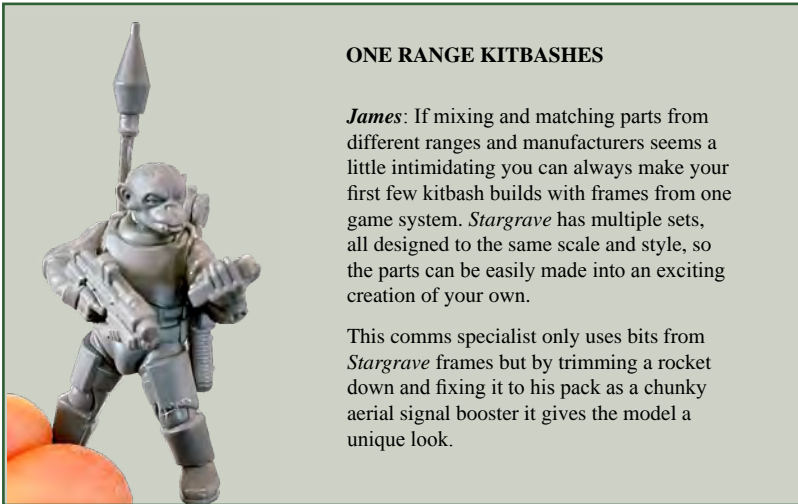 ONE RANGE KITBASHES
James: If mixing and matching parts from
different ranges and manufacturers seems a
little intimidating you can always make your
first few kitbash builds with frames from one
game system. Stargrave has multiple sets,
all designed to the same scale and style, so
the parts can be easily made into an exciting
creation of your own.
This comms specialist only uses bits from
Stargrave frames but by trimming a rocket
down and fixing it to his pack as a chunky
aerial signal booster it gives the model a
unique look.